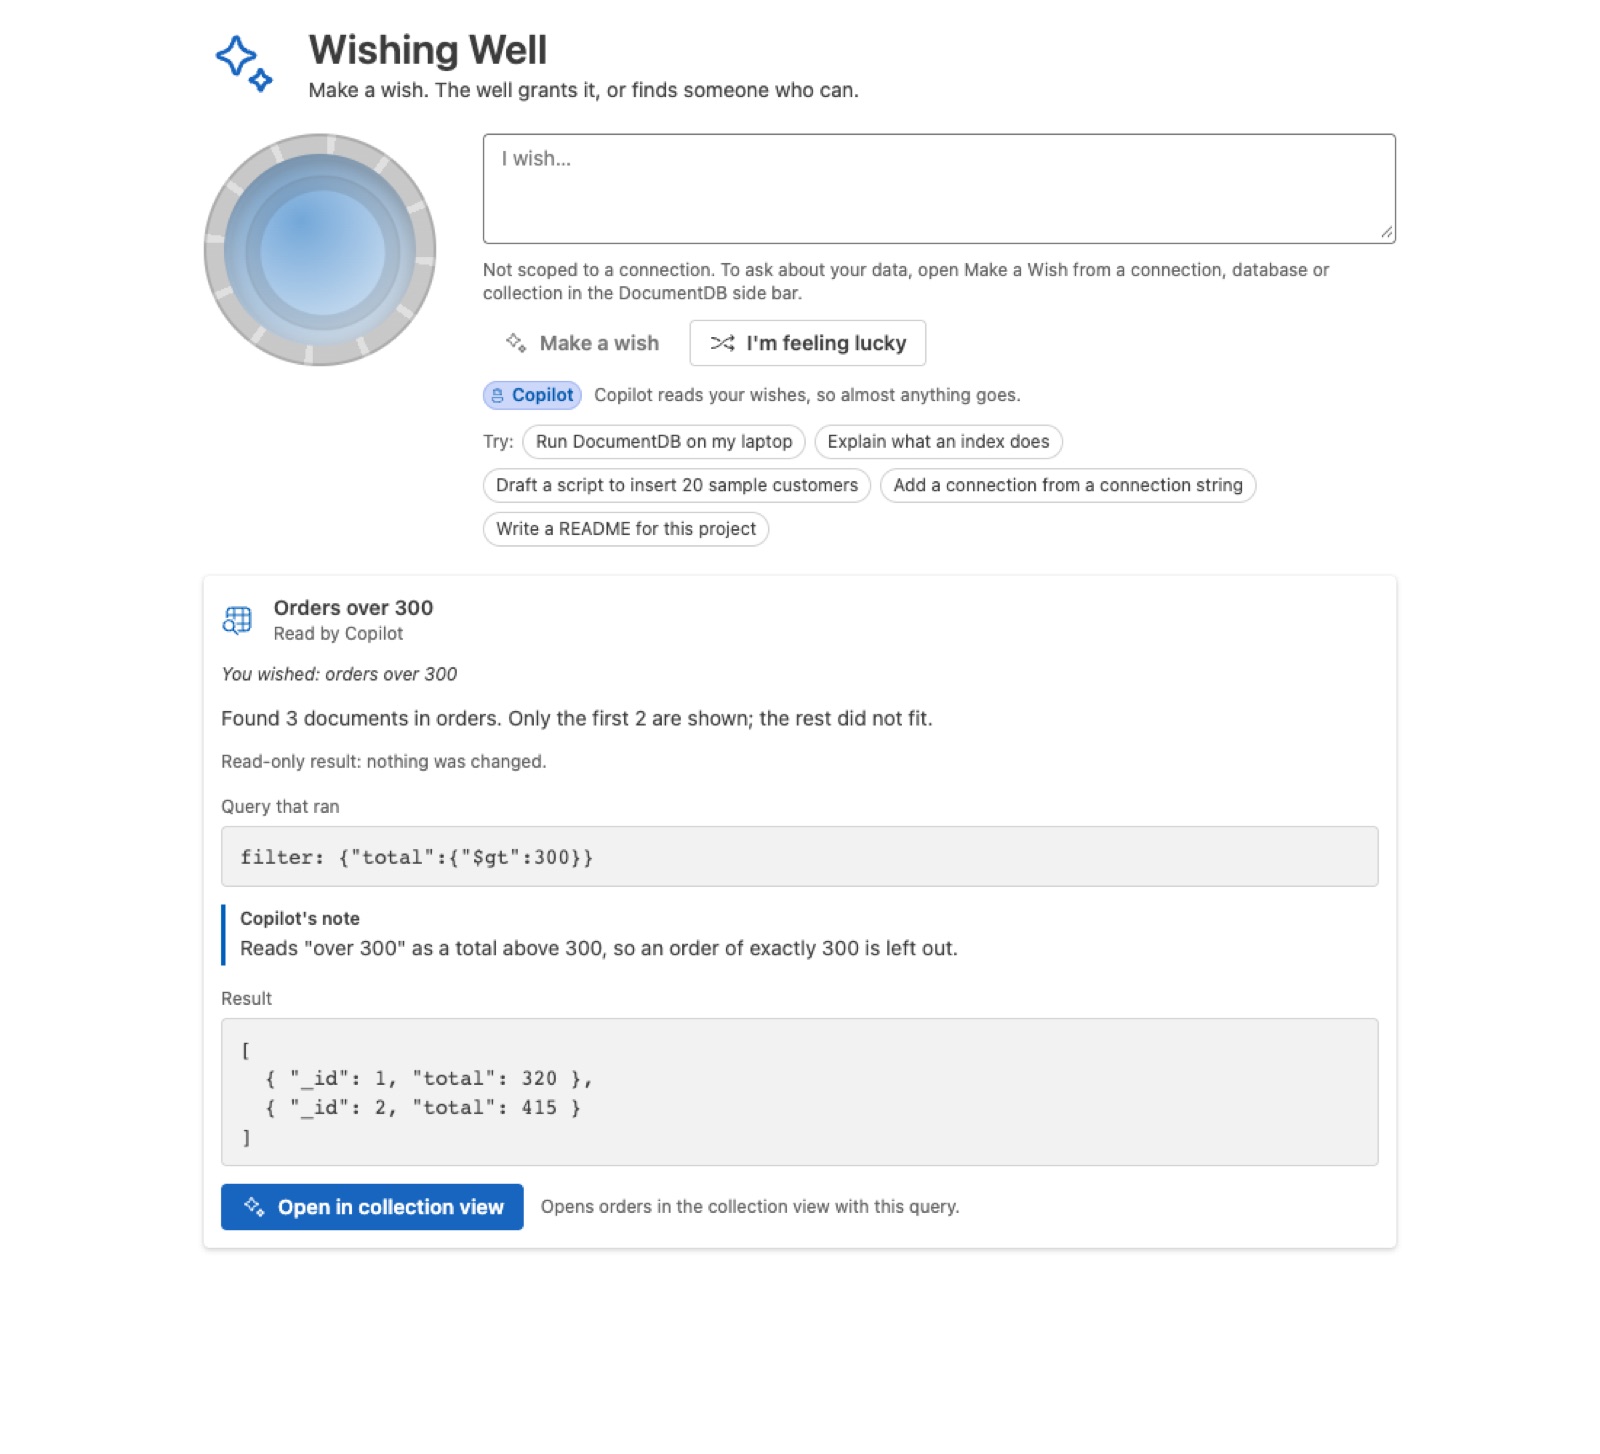 Wishing Well
Make a wish. The well grants it, or finds someone who can.
I wish...
Not scoped to a connection. To ask about your data, open Make a Wish from a connection, database or
collection in the DocumentDB side bar.
Make a wish
I'm feeling lucky
Copilot
Copilot reads your wishes, so almost anything goes.
Try:
Run DocumentDB on my laptop
Explain what an index does
Draft a script to insert 20 sample customers
Add a connection from a connection string
Write a README for this project
Orders over 300
Read by Copilot
You wished: orders over 300
Found 3 documents in orders. Only the first 2 are shown; the rest did not fit.
Read-only result: nothing was changed.
Query that ran
filter: {"total":{"$gt":300}}
Copilot's note
Reads "over 300" as a total above 300, so an order of exactly 300 is left out.
Result
[
  { "_id": 1, "total": 320 },
  { "_id": 2, "total": 415 }
]
Open in collection view
Opens orders in the collection view with this query.